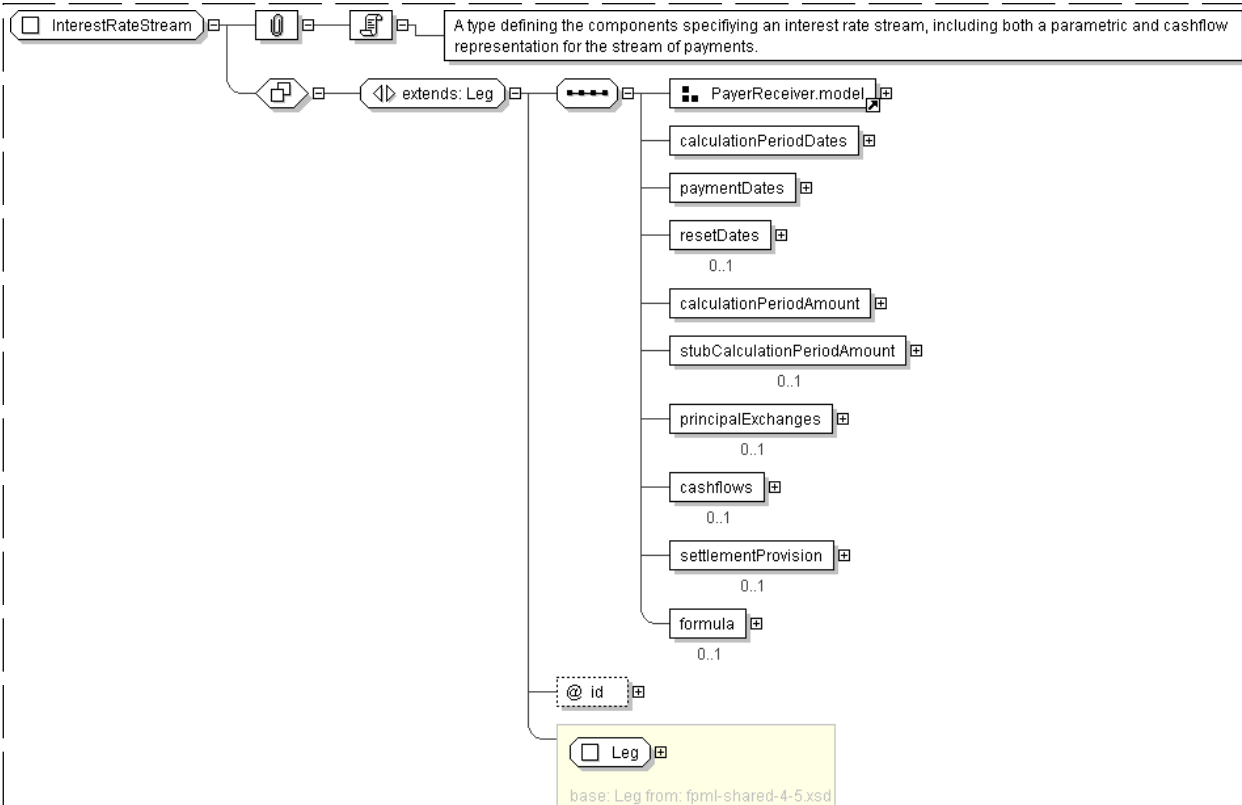 InterestRateStream
A type defining the components specifiying an interest rate stream, including both a parametric and cashflow
representation for the stream of payments.
extends: Leg
PayerReceiver.model
calculationPeriodDates
paymentDates
resetDates
0..1
calculationPeriodAmount
stubCalculationPeriodAmount
0..1
principalExchanges
0..1
cashflows
0..1
settlementProvision
0..1
formula
0..1
@ id
Leg
base: Leg from: fpml-shared-4-5.xsd